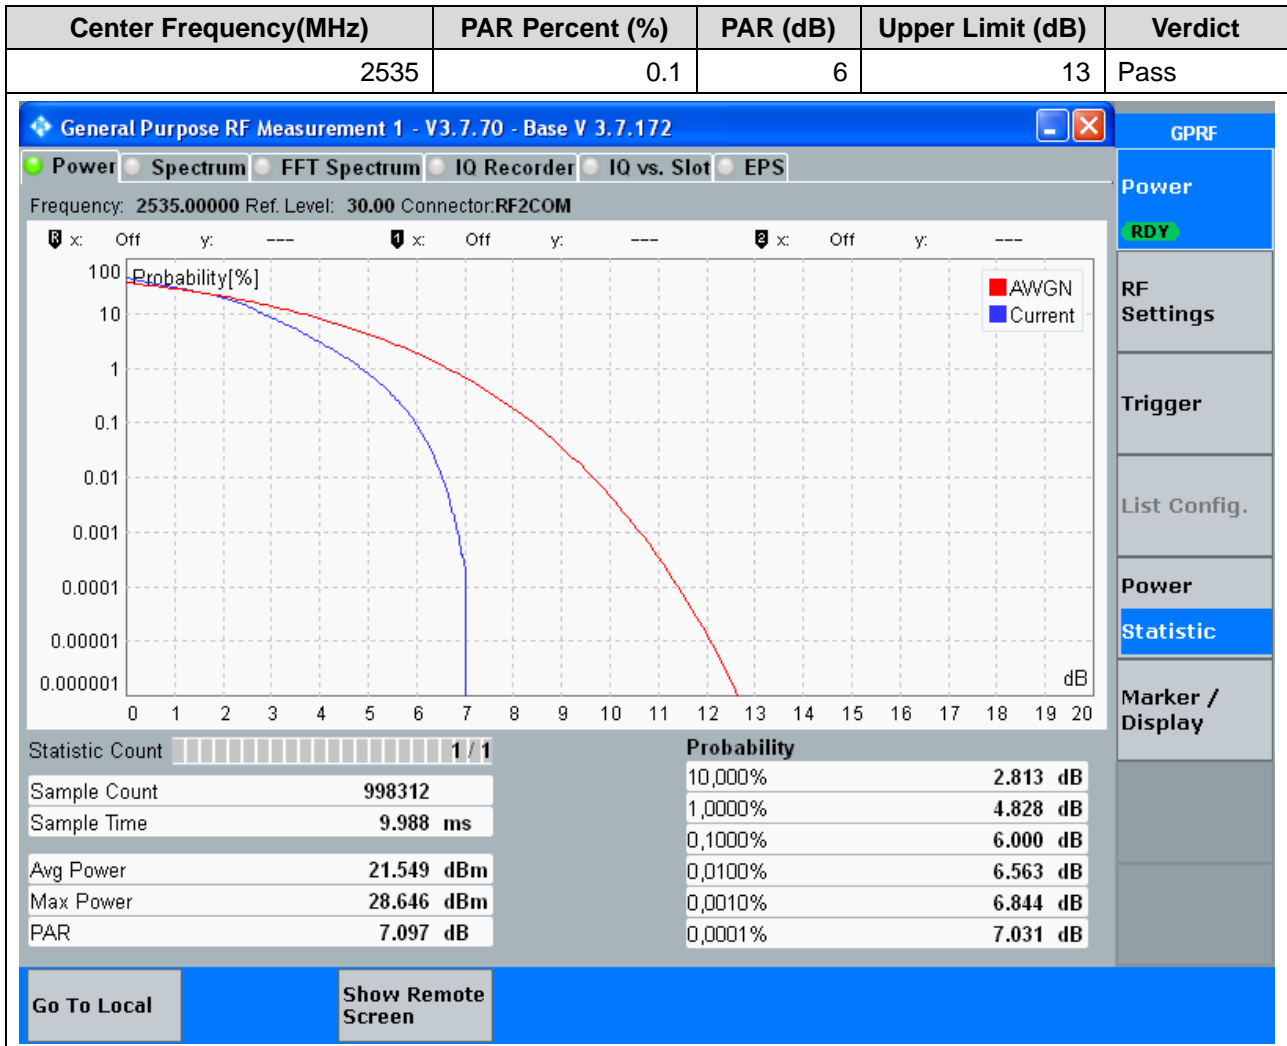 Center Frequency(MHz) PAR Percent (%) PAR (dB) Upper Limit (dB) Verdict
2535 0.1 6 13 Pass
General Purpose RF Measurement 1 - V3.7.70 - Base V 3.7.172
GPRF
Power Spectrum FFT Spectrum IQ Recorder IQ vs. Slot EPS
Power
RDY
Frequency: 2535.00000 Ref. Level: 30.00 Connector:RF2COM
R x: Off y: --- 1 x: Off y: --- 2 x: Off y: ---
Probability[%]
AWGN
Current
100
10
1
0.1
0.01
0.001
0.0001
0.00001
0.000001
dB
0 1 2 3 4 5 6 7 8 9 10 11 12 13 14 15 16 17 18 19 20
RF
Settings
Trigger
List Config.
Power
Statistic
Marker /
Display
Statistic Count 1 / 1
Sample Count 998312
Sample Time 9.988 ms
Avg Power 21.549 dBm
Max Power 28.646 dBm
PAR 7.097 dB
Probability
10,000% 2.813 dB
1,0000% 4.828 dB
0,1000% 6.000 dB
0,0100% 6.563 dB
0,0010% 6.844 dB
0,0001% 7.031 dB
Go To Local
Show Remote
Screen